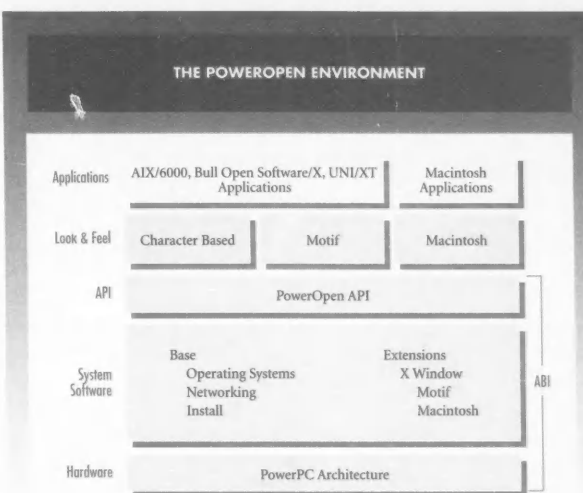 THE POWEROPEN ENVIRONMENT
Applications
AIX/6000, Bull Open Software/X, UNI/XT
Applications
Macintosh
Applications
Look & Feel
Character Based
Motif
Macintosh
API
PowerOpen API
System
Software
Base
Operating Systems
Networking
Install
Extensions
X Window
Motif
Macintosh
ABI
Hardware
PowerPC Architecture